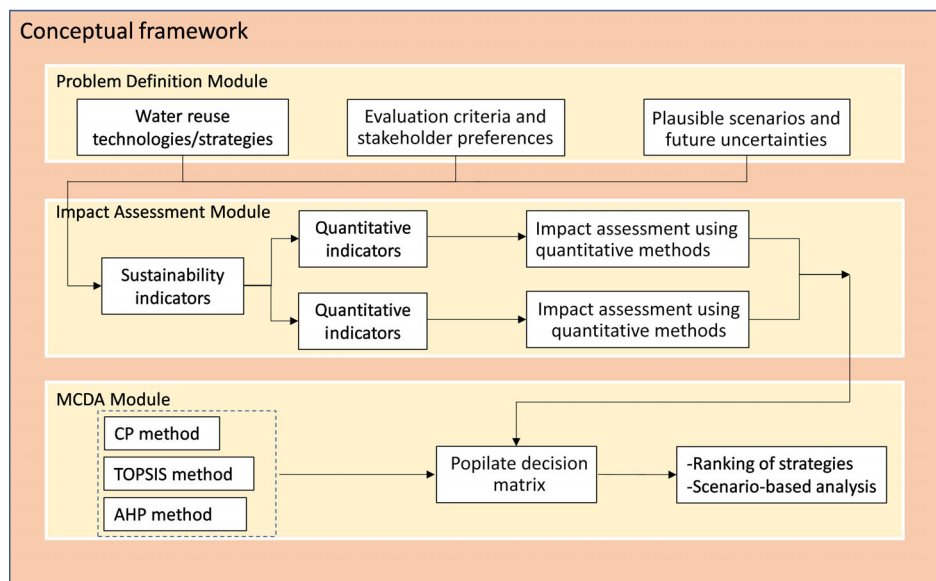 Conceptual framework
Problem Definition Module
Water reuse
technologies/strategies
Evaluation criteria and
stakeholder preferences
Plausible scenarios and
future uncertainties
Impact Assessment Module
Sustainability
indicators
Quantitative
indicators
Impact assessment using
quantitative methods
Quantitative
indicators
Impact assessment using
quantitative methods
MCDA Module
CP method
TOPSIS method
AHP method
Popilate decision
matrix
-Ranking of strategies
-Scenario-based analysis